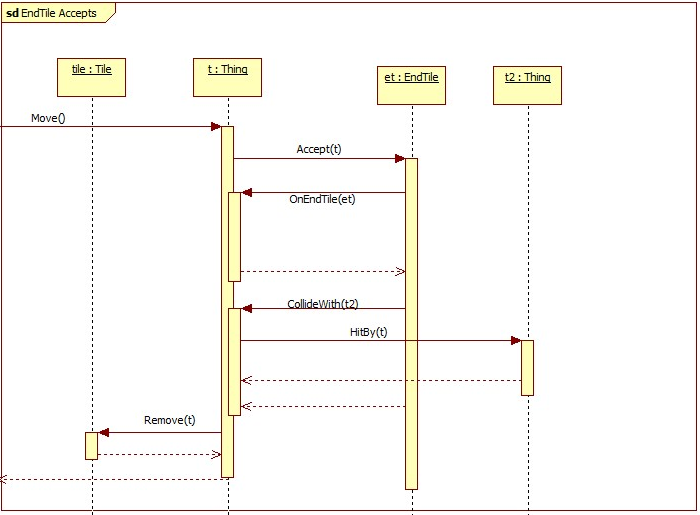 sd EndTile Accepts
tile : Tile
t : Thing
et : EndTile
t2 : Thing
Move()
Accept(t)
OnEndTile(et)
CollideWith(t2)
HitBy(t)
Remove(t)